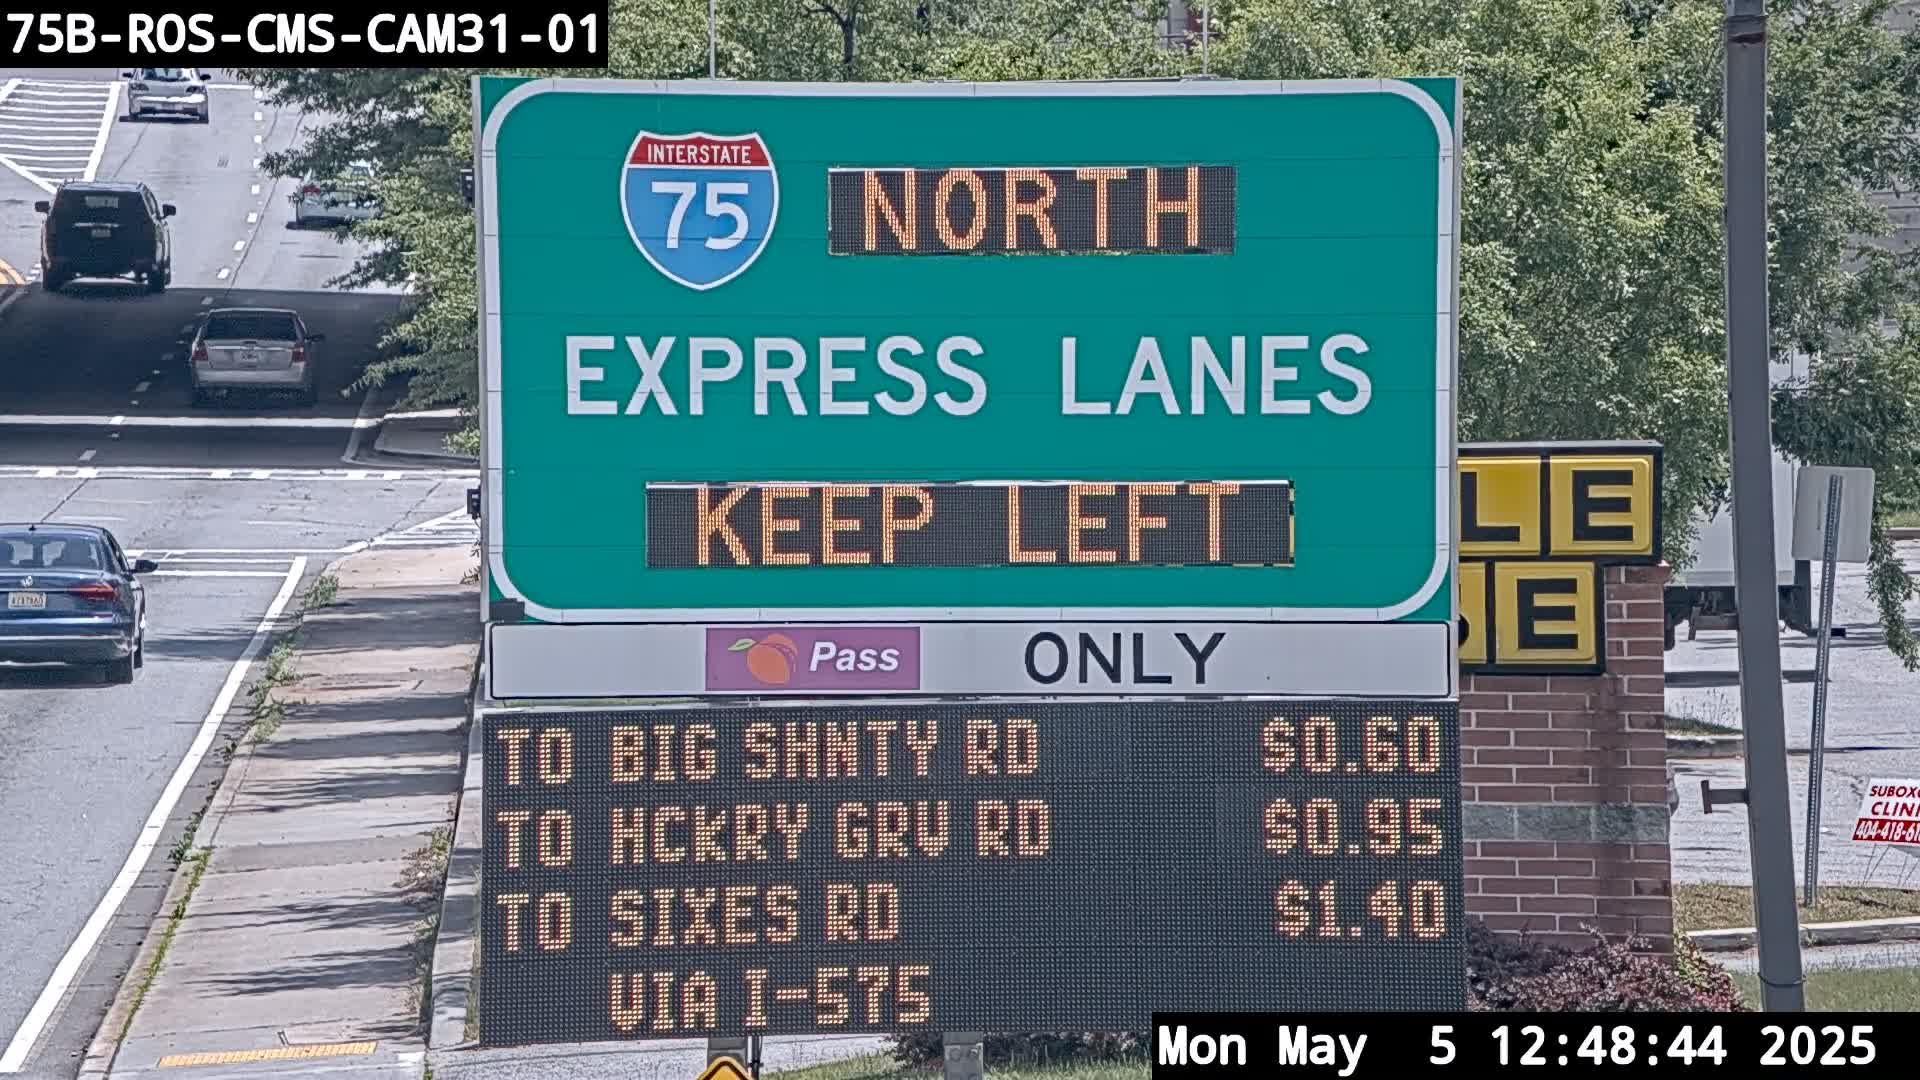 75B-ROS-CMS-CAM31-01
INTERSTATE
75
NORTH
EXPRESS LANES
KEEP LEFT
Pass ONLY
TO BIG SHNTY RD $0.60
TO HCKRY GRV RD $0.95
TO SIXES RD $1.40
VIA I-575
LE
E
CLINI
Mon May 5 12:48:44 2025